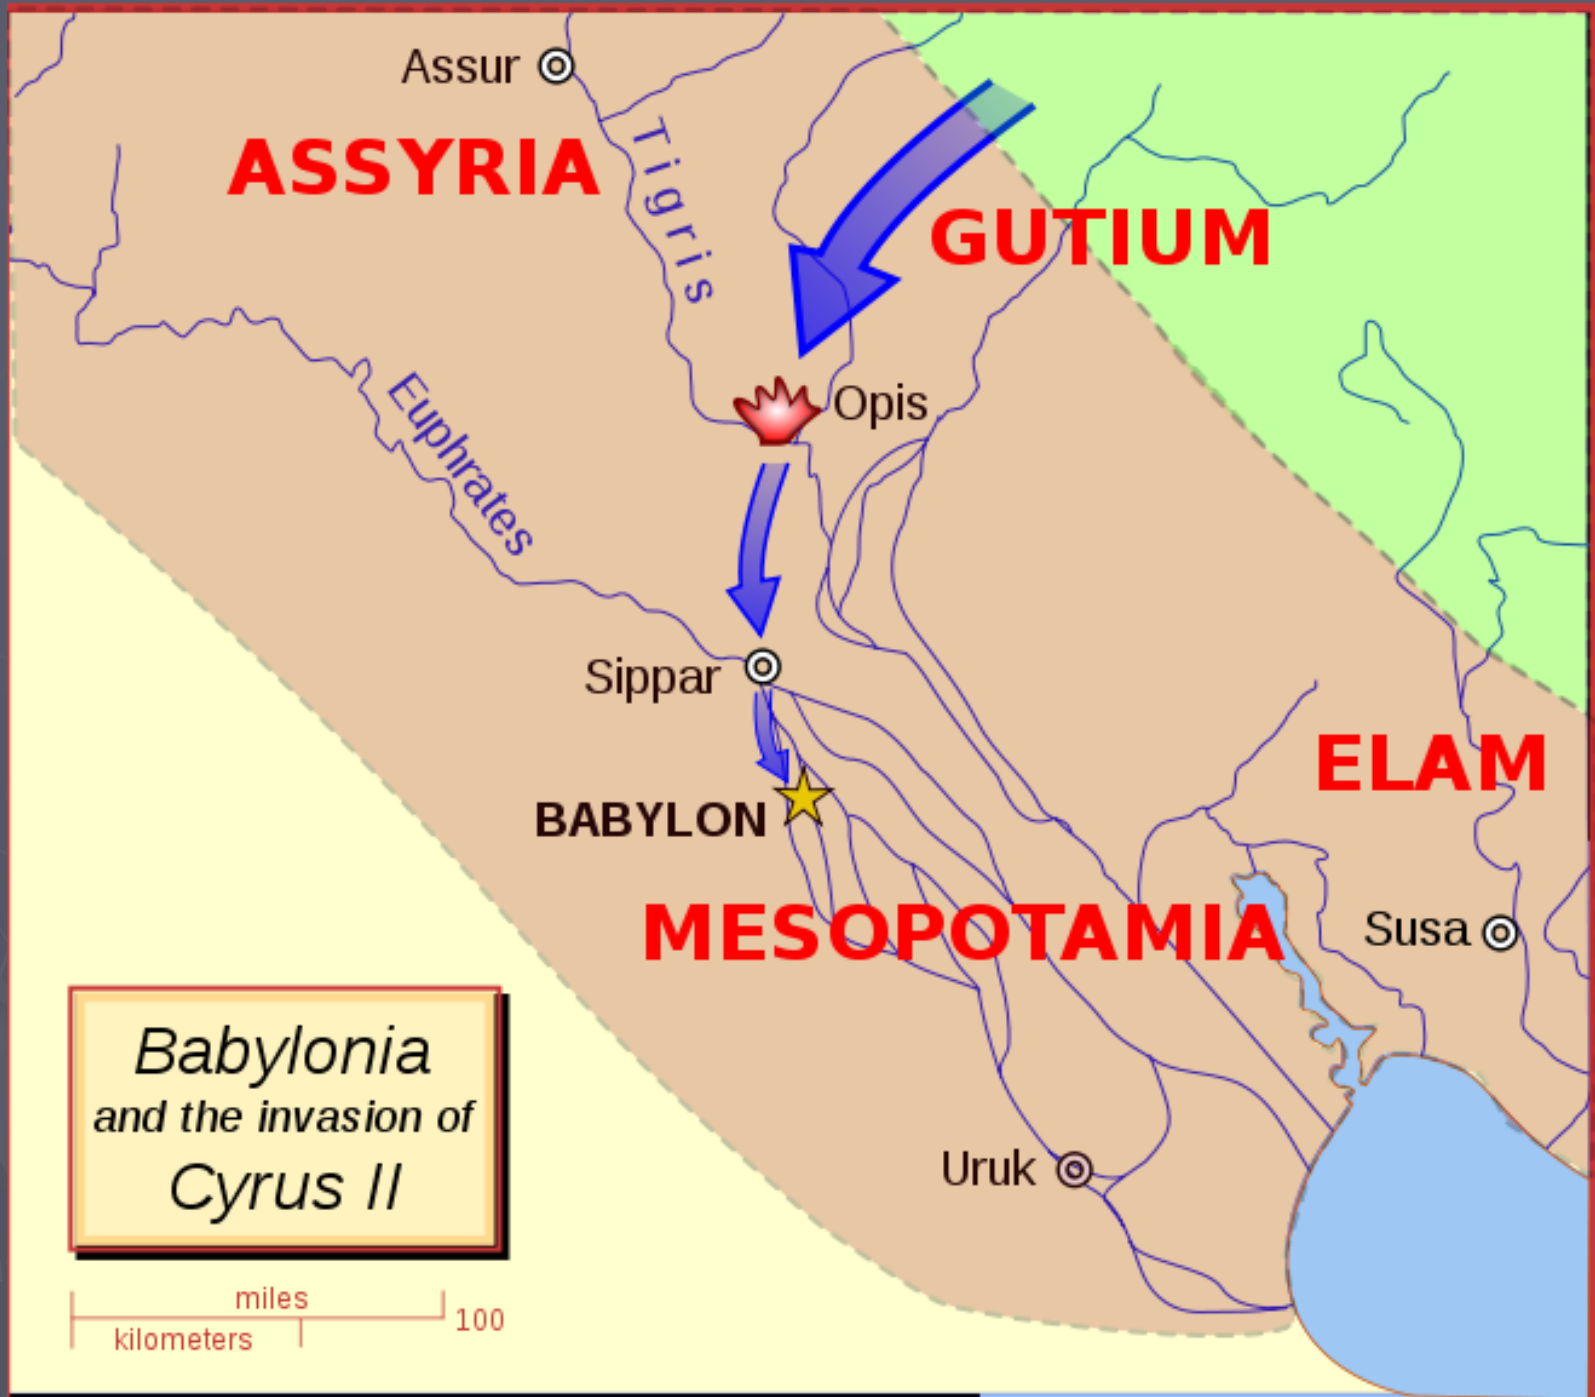 Assur
ASSYRIA
Tigris
GUTIUM
Opis
Euphrates
Sippar
BABYLON
ELAM
MESOPOTAMIA
Susa
Babylonia
and the invasion of
Cyrus II
Uruk
miles
100
kilometers